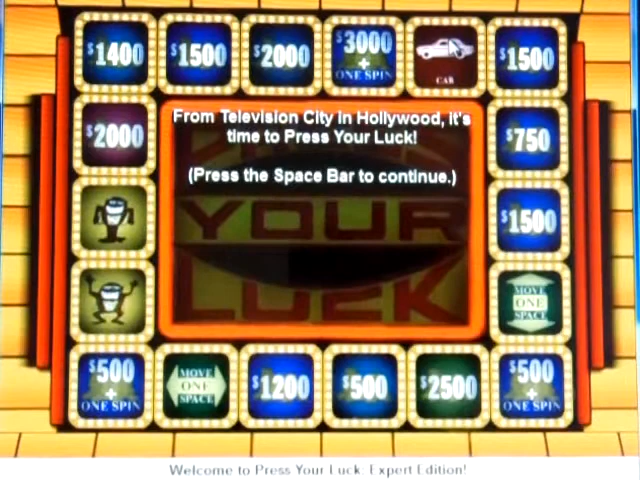 $1400
$1500
$2000
$3000
+
ONE SPIN
CAR
$1500
$2000
$750
$1500
MOVE
ONE
SPACE
From Television City in Hollywood, it's
time to Press Your Luck!
(Press the Space Bar to continue.)
YOUR
LUCK
$500
+
ONE SPIN
MOVE
ONE
SPACE
$1200
$500
$2500
$500
+
ONE SPIN
Welcome to Press Your Luck: Expert Edition!